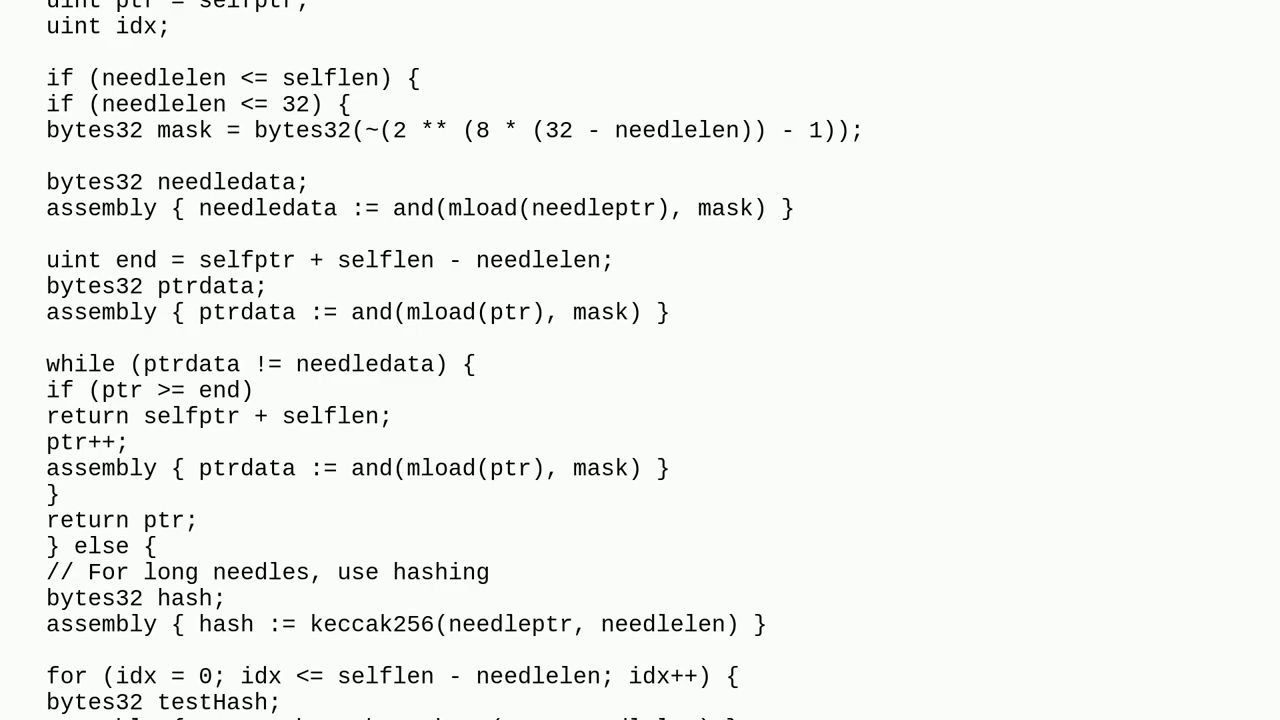 uint ptr = selfptr;
uint idx;
if (needlelen <= selflen) {
if (needlelen <= 32) {
bytes32 mask = bytes32(~(2 ** (8 * (32 - needlelen)) - 1));
bytes32 needledata;
assembly { needledata := and(mload(needleptr), mask) }
uint end = selfptr + selflen - needlelen;
bytes32 ptrdata;
assembly { ptrdata := and(mload(ptr), mask) }
while (ptrdata != needledata) {
if (ptr >= end)
return selfptr + selflen;
ptr++;
assembly { ptrdata := and(mload(ptr), mask) }
}
return ptr;
} else {
// For long needles, use hashing
bytes32 hash;
assembly { hash := keccak256(needleptr, needlelen) }
for (idx = 0; idx <= selflen - needlelen; idx++) {
bytes32 testHash;